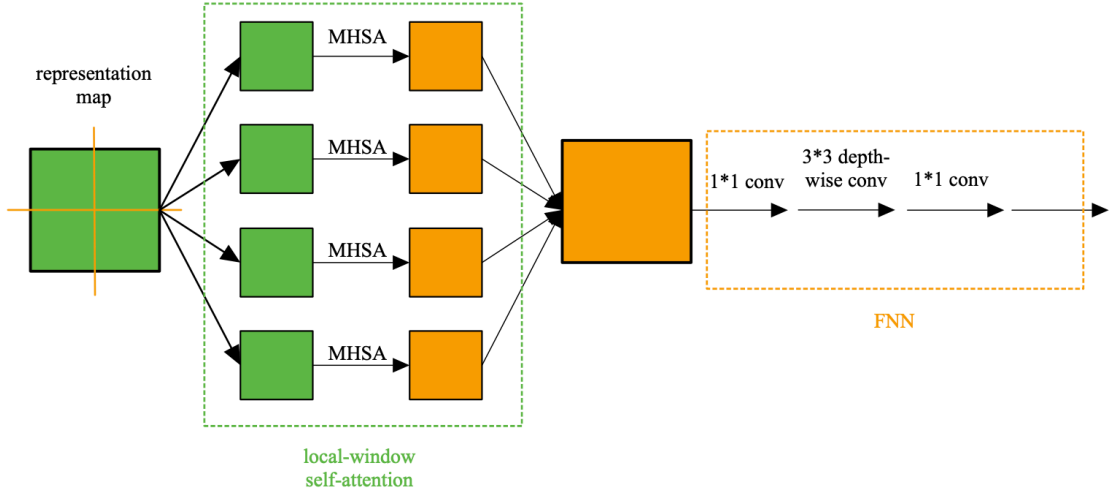 representation
map
MHSA
MHSA
MHSA
MHSA
local-window
self-attention
1*1 conv
3*3 depth-
wise conv
1*1 conv
FNN